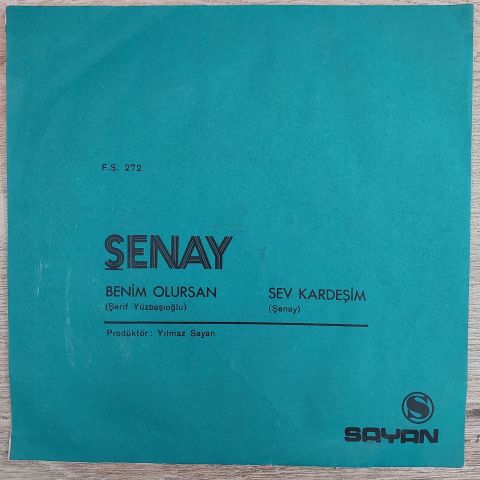 F.S. 272
ŞENAY
BENİM OLURSAN
(Şerif Yüzbaşıoğlu)
SEV KARDEŞİM
(Şenay)
Prodüktör: Yılmaz Sayan
S
SAYAN